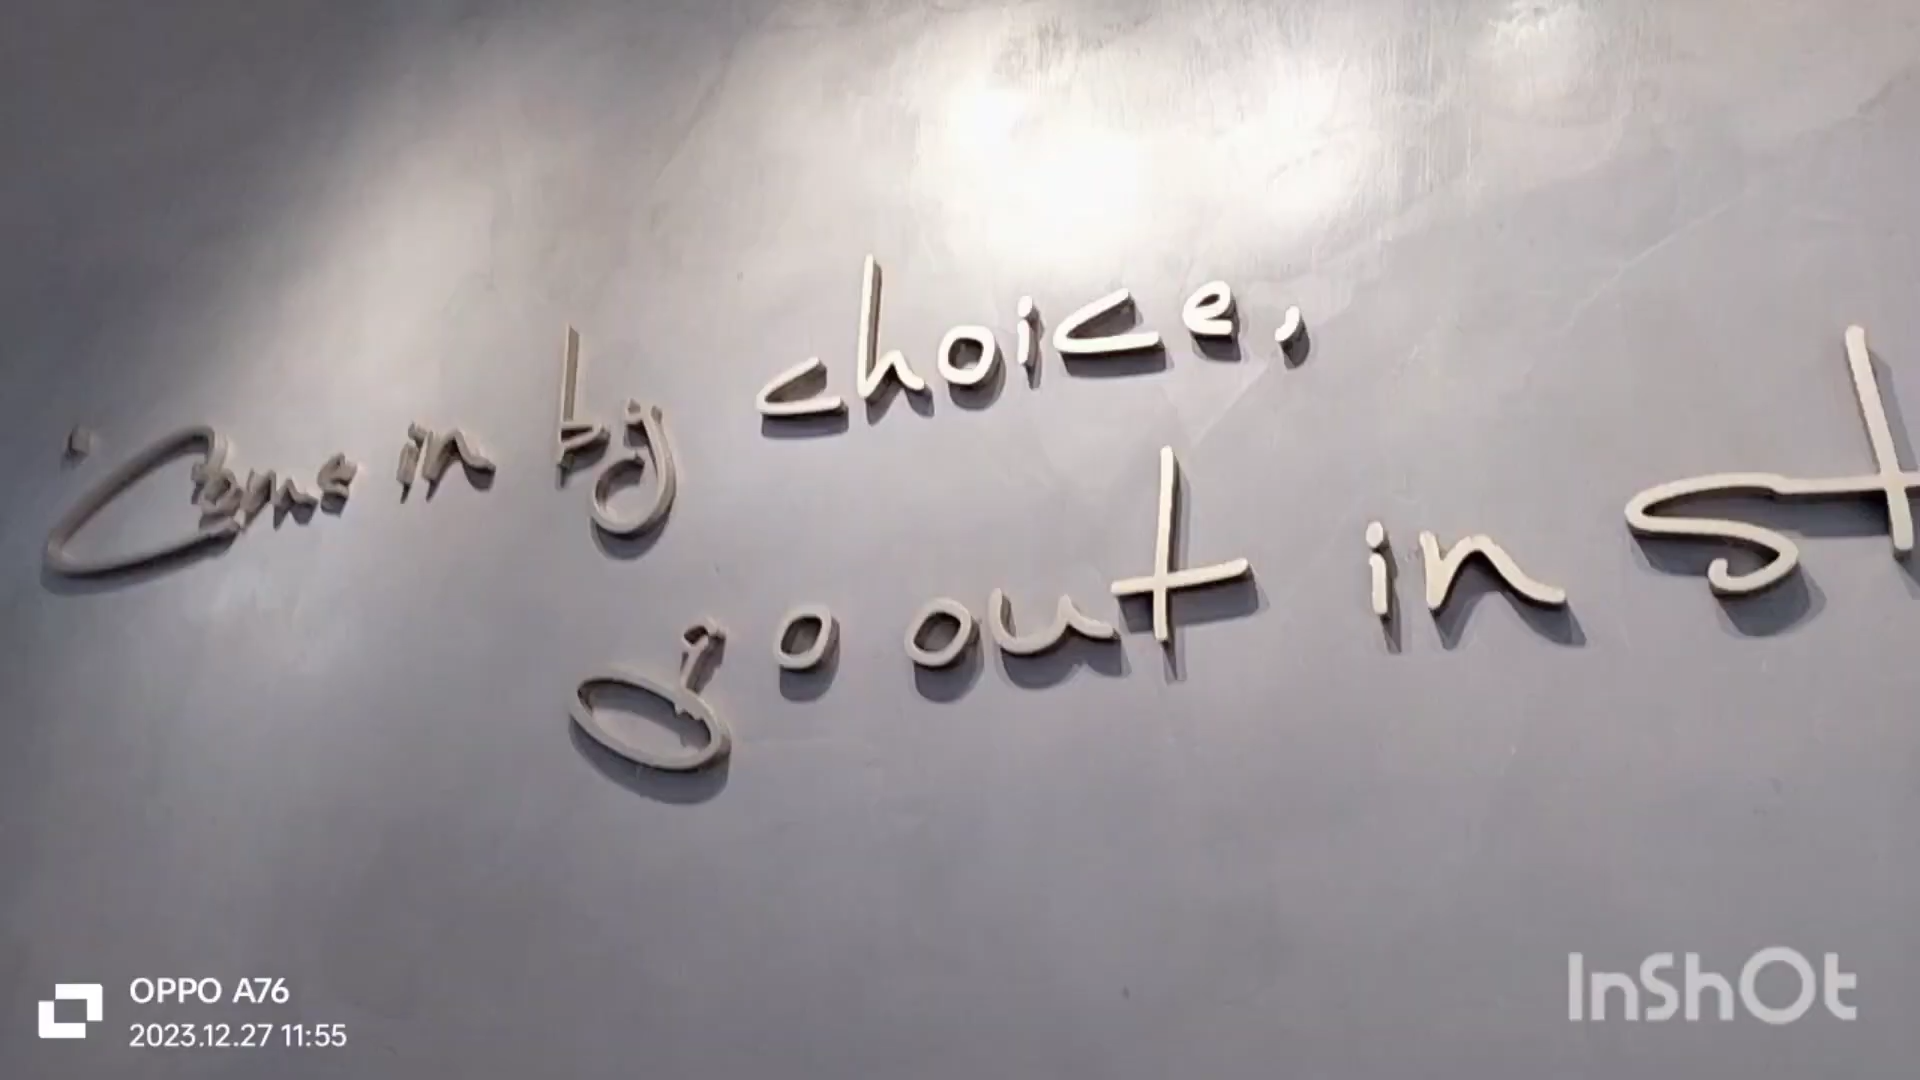 'Come in by choice,
go out in st
OPPO A76
2023.12.27 11:55
InShOt